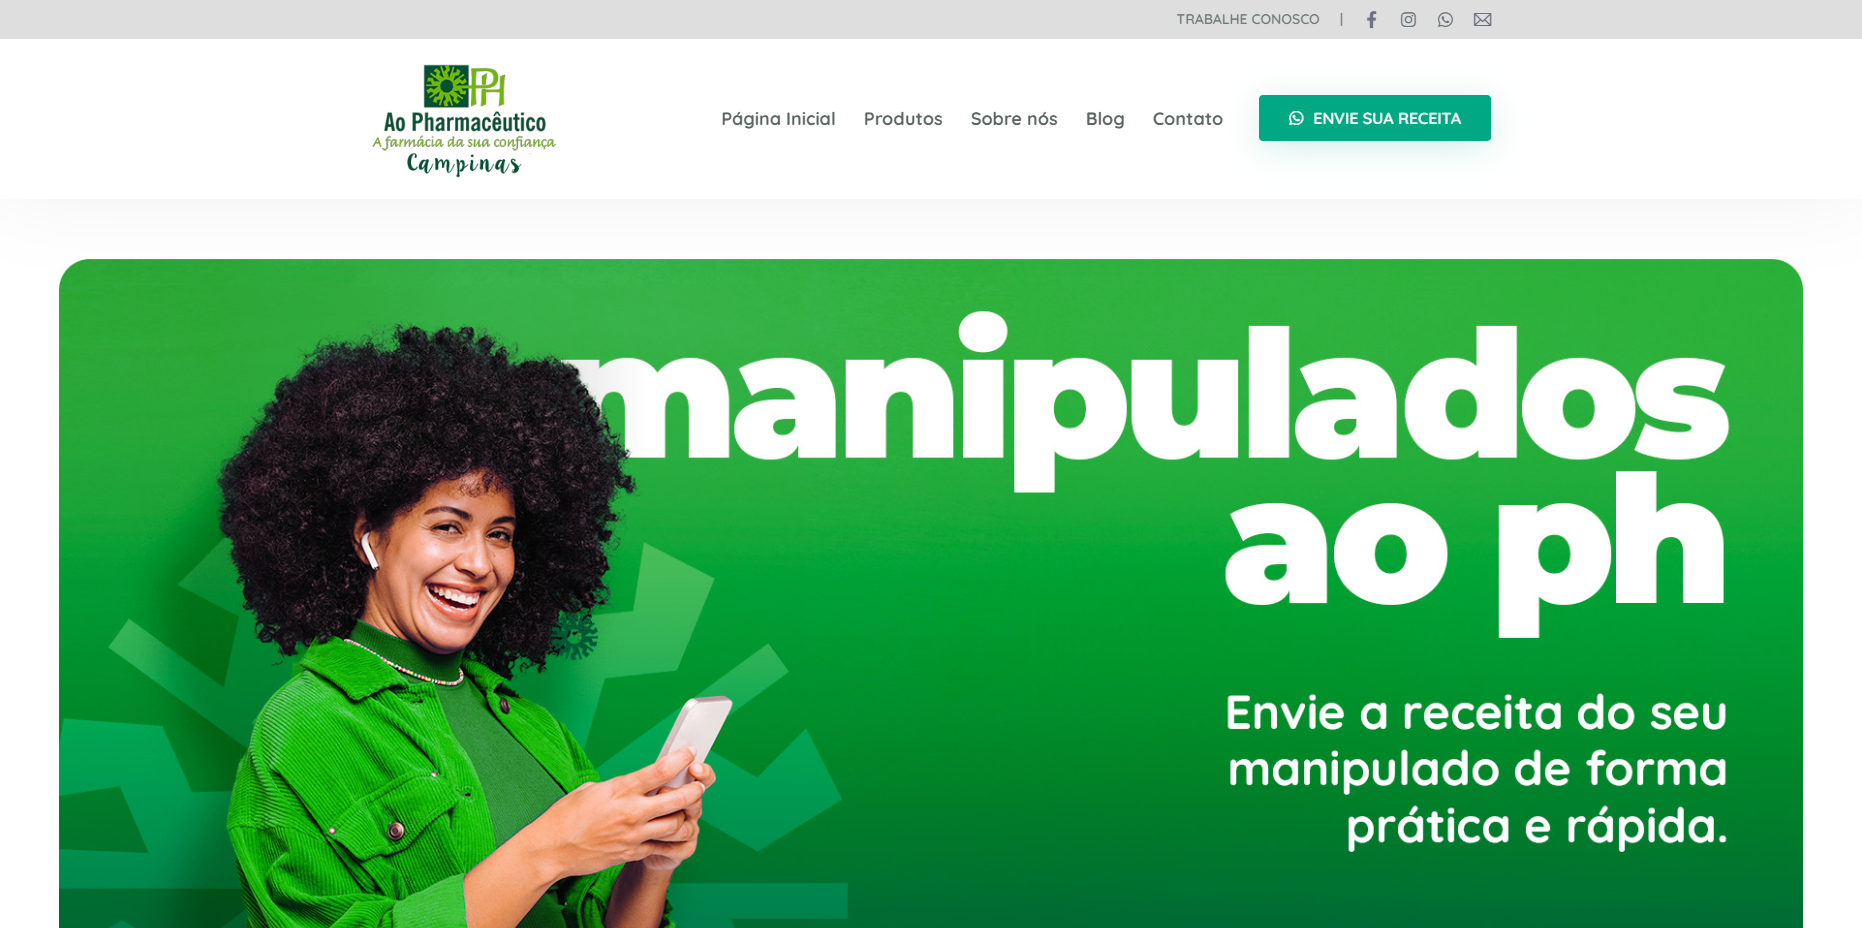 TRABALHE CONOSCO |
PH
Ao Pharmacêutico
A farmácia da sua confiança
Campinas
Página Inicial Produtos Sobre nós Blog Contato ENVIE SUA RECEITA
manipulados
ao ph
Envie a receita do seu
manipulado de forma
prática e rápida.